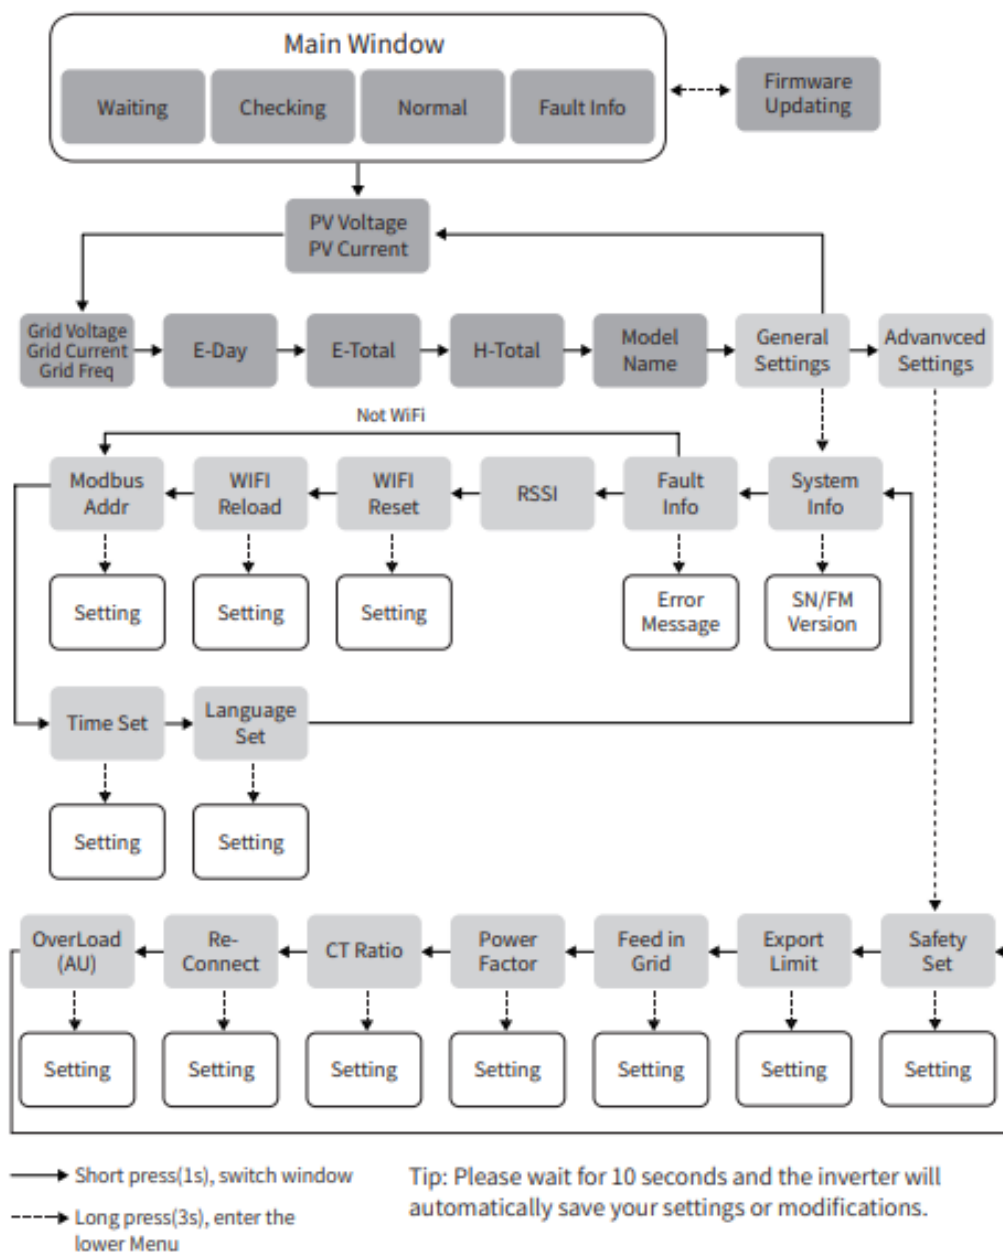 Main Window
Waiting
Checking
Normal
Fault Info
Firmware
Updating
PV Voltage
PV Current
Grid Voltage
Grid Current
Grid Freq
E-Day
E-Total
H-Total
Model
Name
General
Settings
Advanvced
Settings
Not WiFi
Modbus
Addr
WIFI
Reload
WIFI
Reset
RSSI
Fault
Info
System
Info
Setting
Setting
Setting
Error
Message
SN/FM
Version
Time Set
Language
Set
Setting
Setting
OverLoad
(AU)
Re-
Connect
CT Ratio
Power
Factor
Feed in
Grid
Export
Limit
Safety
Set
Setting
Setting
Setting
Setting
Setting
Setting
Setting
Short press(1s), switch window
Long press(3s), enter the
lower Menu
Tip: Please wait for 10 seconds and the inverter will
automatically save your settings or modifications.